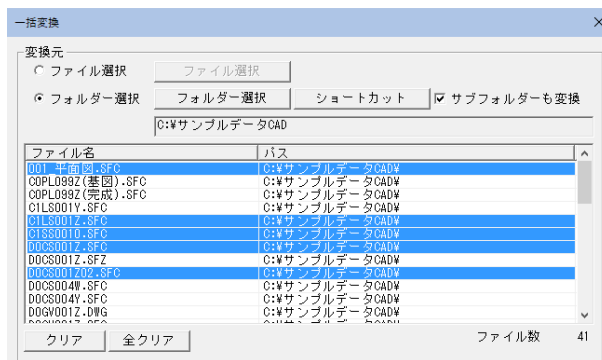 一括変換
変換元
ファイル選択 ファイル選択
フォルダー選択 フォルダー選択 ショートカット サブフォルダーも変換
C:¥サンプルデータCAD
ファイル名 パス
001_平面図.SFC C:¥サンプルデータCAD¥
COPL099Z(基図).SFC C:¥サンプルデータCAD¥
COPL099Z(完成).SFC C:¥サンプルデータCAD¥
C1LS001Y.SFC C:¥サンプルデータCAD¥
C1LS001Z.SFC C:¥サンプルデータCAD¥
C1SS0010.SFC C:¥サンプルデータCAD¥
DOCS001Z.SFC C:¥サンプルデータCAD¥
DOCS001Z.SFZ C:¥サンプルデータCAD¥
DOCS001Z02.SFC C:¥サンプルデータCAD¥
DOCS004W.SFC C:¥サンプルデータCAD¥
DOCS004Y.SFC C:¥サンプルデータCAD¥
DOGV001Z.DWG C:¥サンプルデータCAD¥
クリア 全クリア ファイル数 41